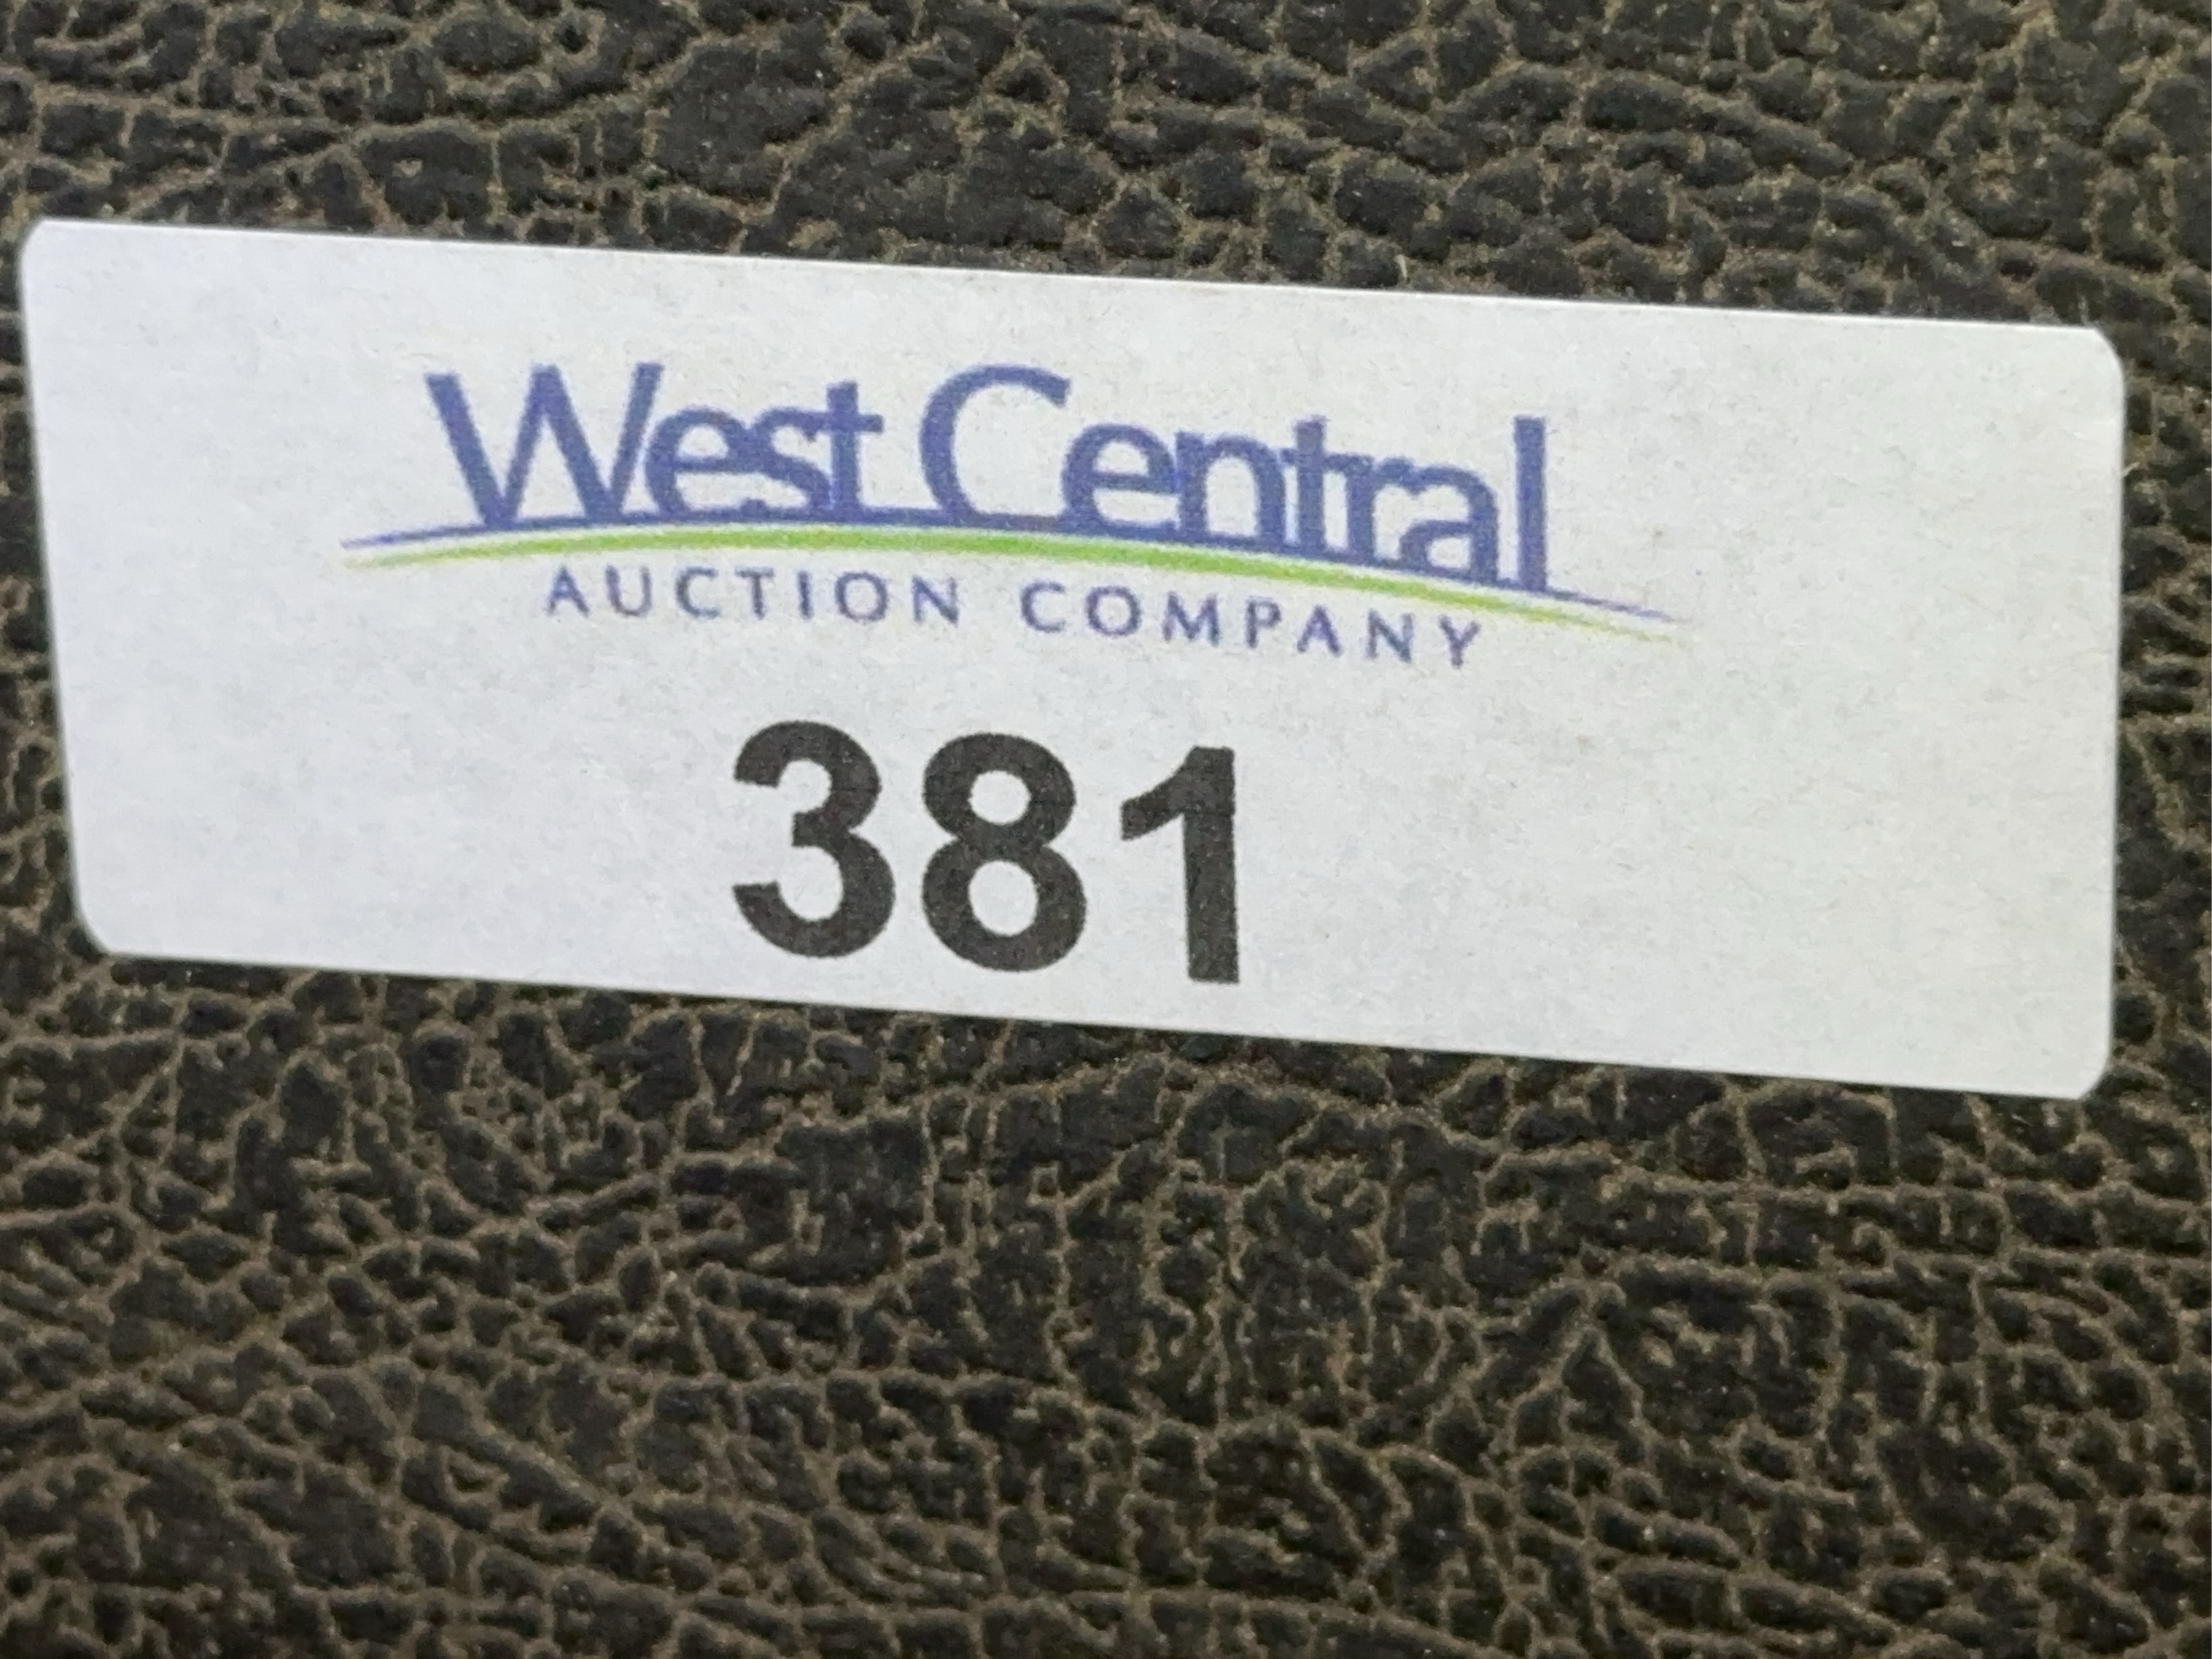 West Central
AUCTION COMPANY
381